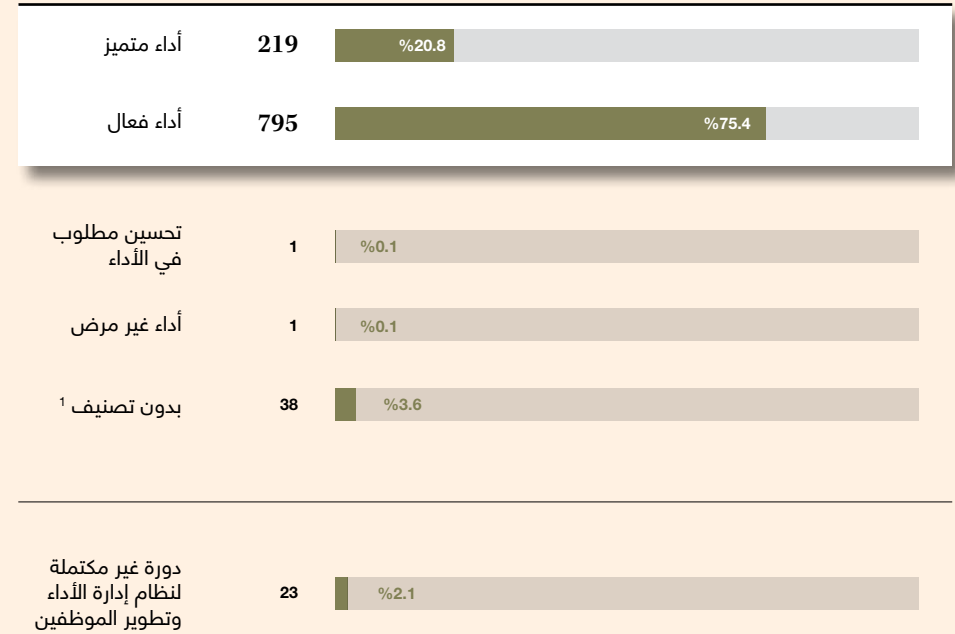 أداء متميز 219 %20.8
أداء فعال 795 %75.4
تحسين مطلوب
في الأداء
1 %0.1
أداء غير مرض 1 %0.1
بدون تصنيف 1 38 %3.6
دورة غير مكتملة
لنظام إدارة الأداء
وتطوير الموظفين
23 %2.1